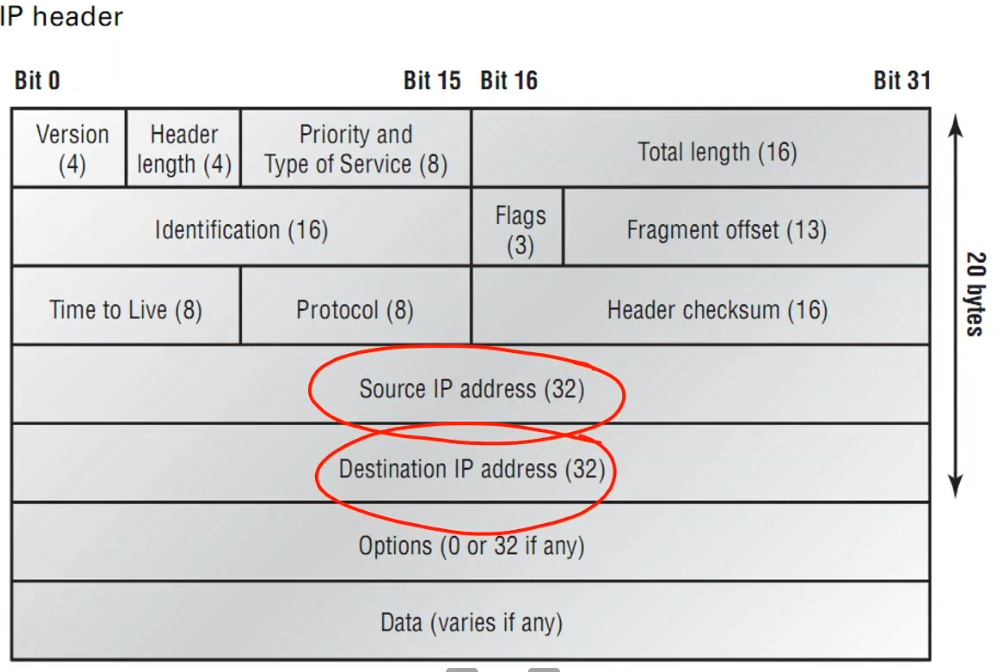 IP header
Bit 0
Bit 15
Bit 16
Bit 31
Version
(4)
Header
length (4)
Priority and
Type of Service (8)
Total length (16)
Identification (16)
Flags
(3)
Fragment offset (13)
Time to Live (8)
Protocol (8)
Header checksum (16)
Source IP address (32)
Destination IP address (32)
Options (0 or 32 if any)
Data (varies if any)
20 bytes